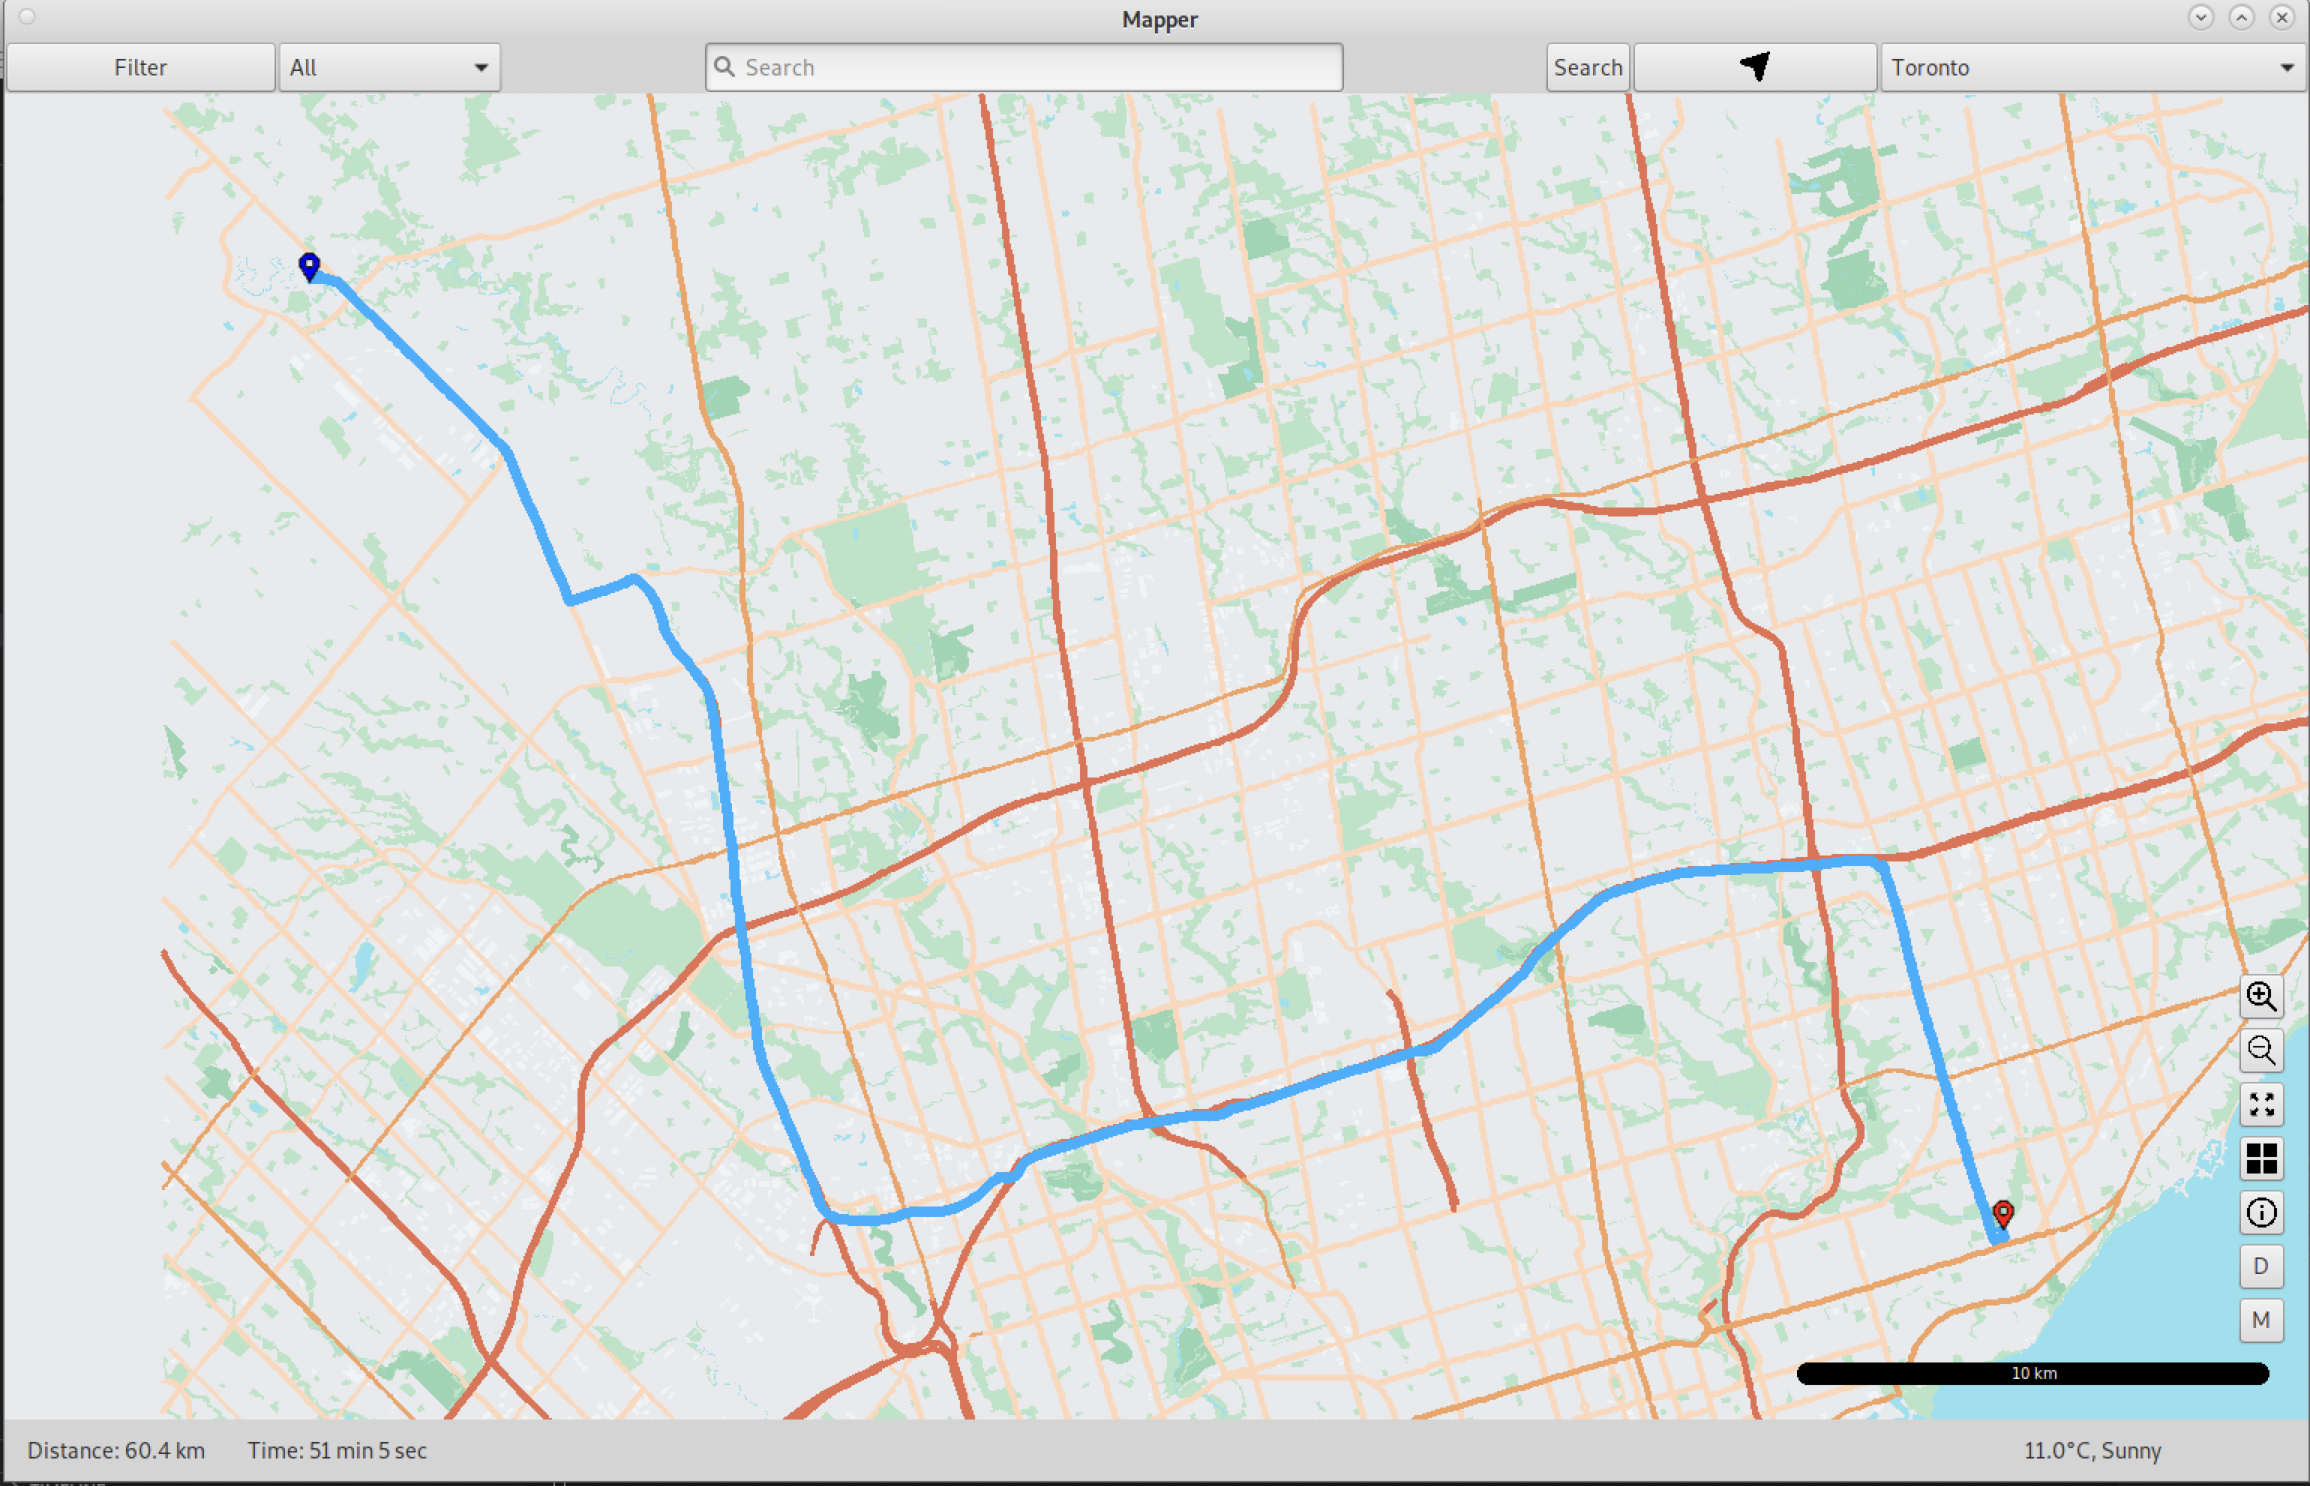 Mapper
Filter
All
Search
Search
Toronto
D
M
10 km
Distance: 60.4 km
Time: 51 min 5 sec
11.0°C, Sunny